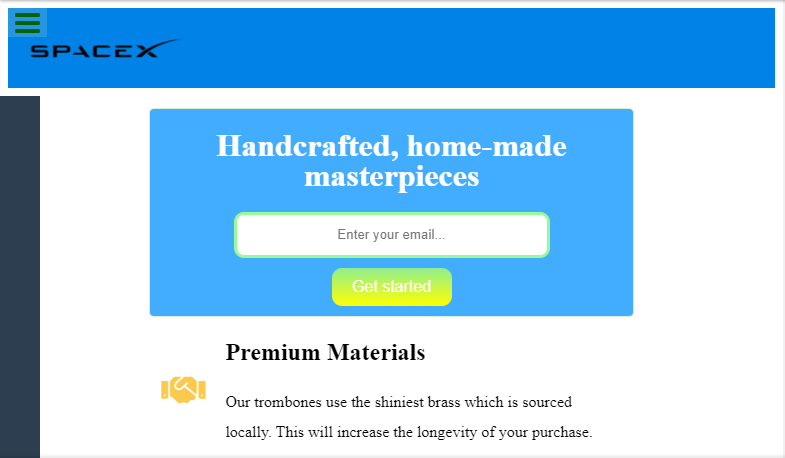 SPACEX
Handcrafted, home-made
masterpieces
Enter your email...
Get started
Premium Materials
Our trombones use the shiniest brass which is sourced
locally. This will increase the longevity of your purchase.